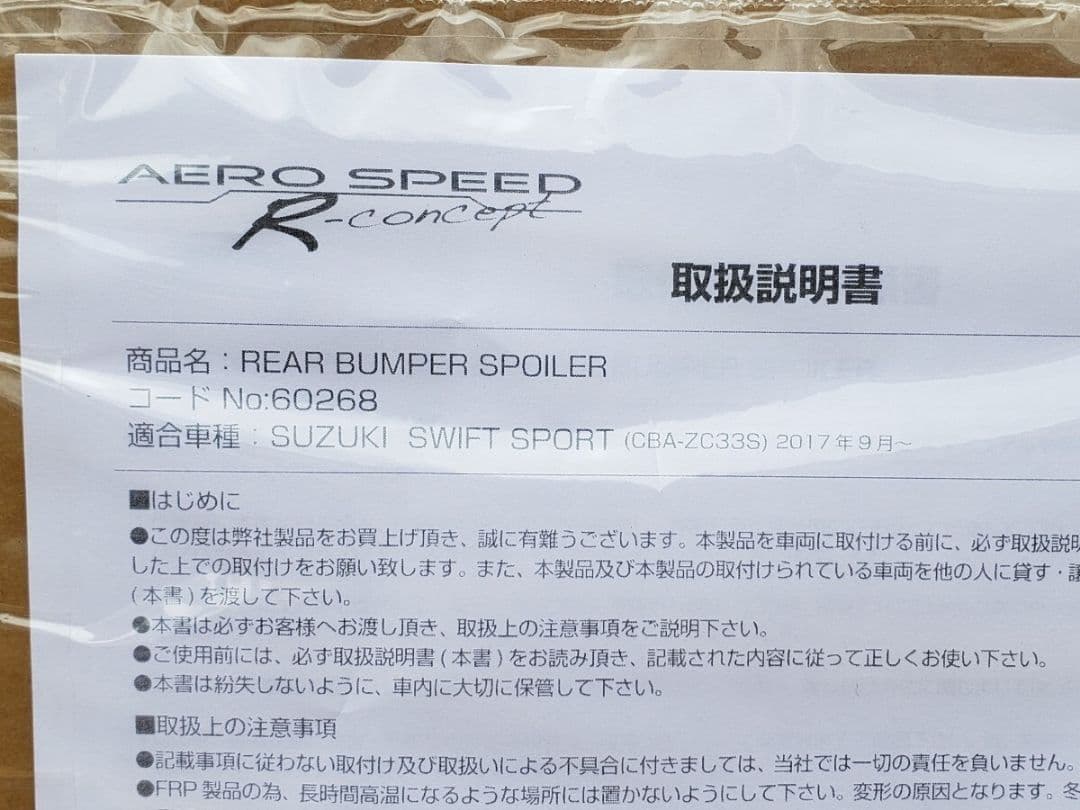 AERO SPEED
R-concept
取扱説明書
商品名：REAR BUMPER SPOILER
コード No:60268
適合車種：SUZUKI SWIFT SPORT (CBA-ZC33S) 2017年9月～
■はじめに
●この度は弊社製品をお買上げ頂き、誠に有難うございます。本製品を車両に取付ける前に、必ず取扱説明
した上での取付けをお願い致します。また、本製品及び本製品の取付けられている車両を他の人に貸す・譲
(本書)を渡して下さい。
●本書は必ずお客様へお渡し頂き、取扱上の注意事項をご説明下さい。
●ご使用前には、必ず取扱説明書(本書)をお読み頂き、記載された内容に従って正しくお使い下さい。
●本書は紛失しないように、車内に大切に保管して下さい。
■取扱上の注意事項
●記載事項に従わない取付け及び取扱いによる不具合に付きましては、当社では一切の責任を負いません。
●FRP製品の為、長時間高温になるような場所には置かないようにして下さい。変形の原因となります。冬